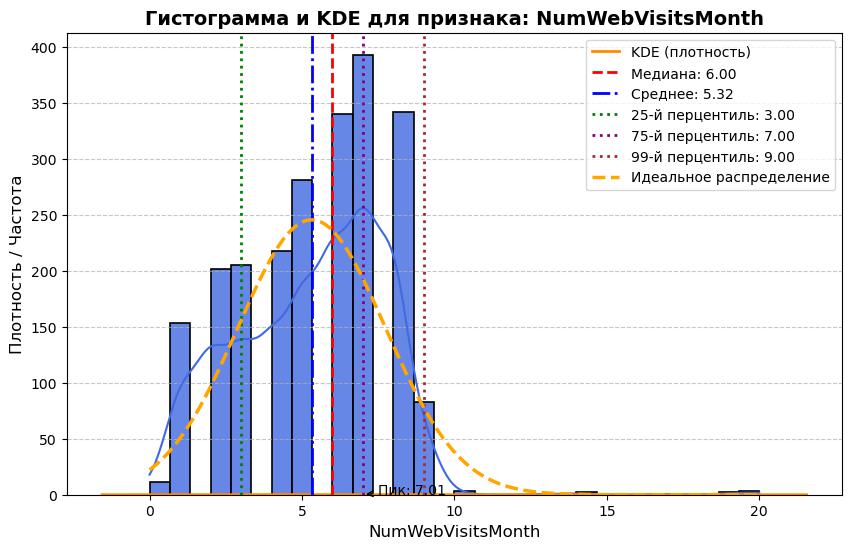 Гистограмма и KDE для признака: NumWebVisitsMonth
KDE (плотность)
Медиана: 6.00
Среднее: 5.32
25-й перцентиль: 3.00
75-й перцентиль: 7.00
99-й перцентиль: 9.00
Идеальное распределение
Плотность / Частота
400
350
300
250
200
150
100
50
0
Пик: 7.01
0
5
10
15
20
NumWebVisitsMonth